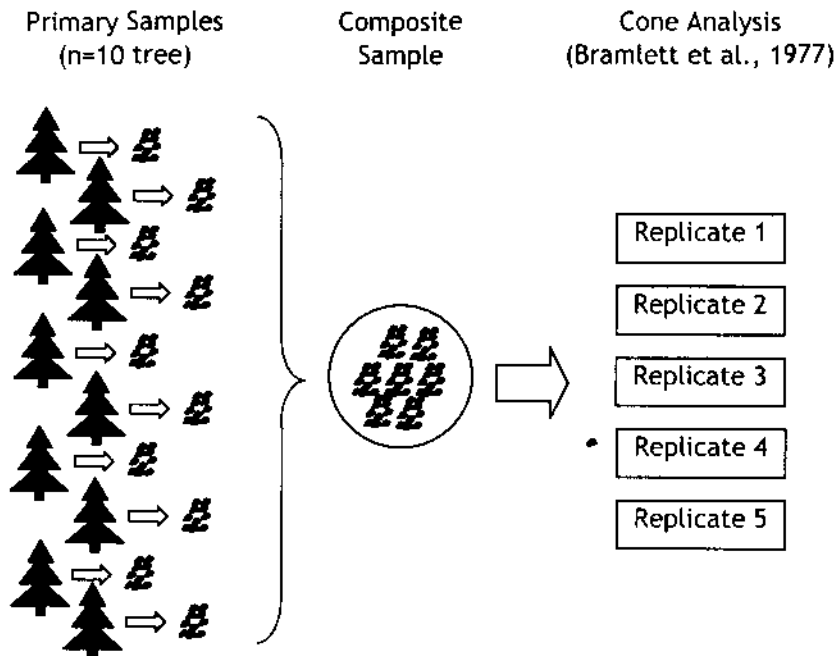 Primary Samples
(n=10 tree)
Composite
Sample
Cone Analysis
(Bramlett et al., 1977)
Replicate 1
Replicate 2
Replicate 3
Replicate 4
Replicate 5